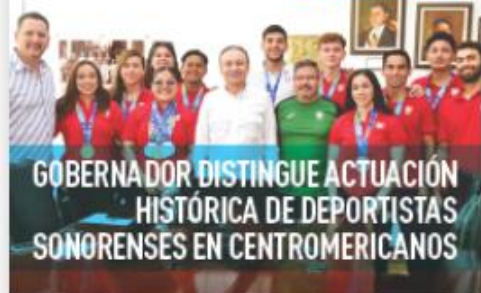 GOBERNADOR DISTINGUE ACTUACIÓN
HISTÓRICA DE DEPORTISTAS
SONORENSES EN CENTROMERICANOS